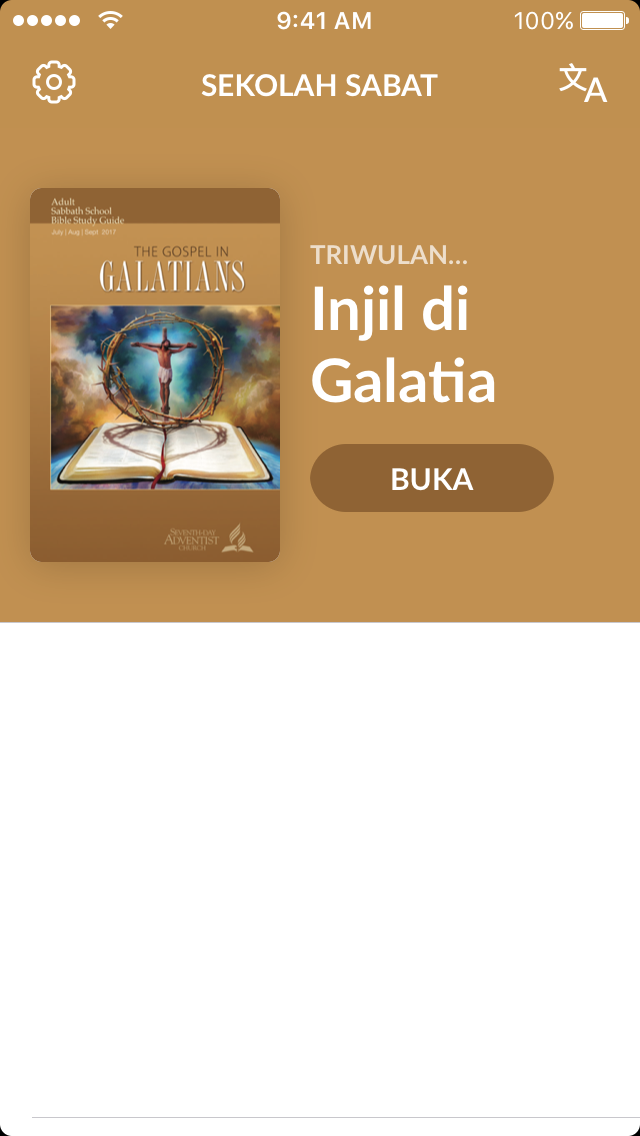 9:41 AM
100%
SEKOLAH SABAT
文A
Adult
Sabbath School
Bible Study Guide
July | Aug | Sept 2017
THE GOSPEL IN
GALATIANS
SEVENTH-DAY
ADVENTIST
CHURCH
TRIWULAN...
Injil di
Galatia
BUKA